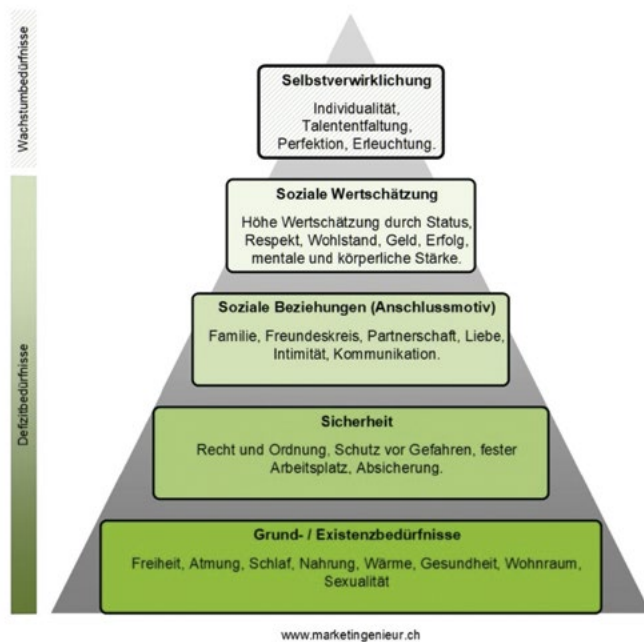 Wachstumbedürfnisse
Defizitbedürfnisse
Selbstverwirklichung
Individualität,
Talententfaltung,
Perfektion, Erleuchtung.
Soziale Wertschätzung
Höhe Wertschätzung durch Status,
Respekt, Wohlstand, Geld, Erfolg,
mentale und körperliche Stärke.
Soziale Beziehungen (Anschlussmotiv)
Familie, Freundeskreis, Partnerschaft, Liebe,
Intimität, Kommunikation.
Sicherheit
Recht und Ordnung, Schutz vor Gefahren, fester
Arbeitsplatz, Absicherung.
Grund- / Existenzbedürfnisse
Freiheit, Atmung, Schlaf, Nahrung, Wärme, Gesundheit, Wohnraum,
Sexualität
www.marketingenieur.ch